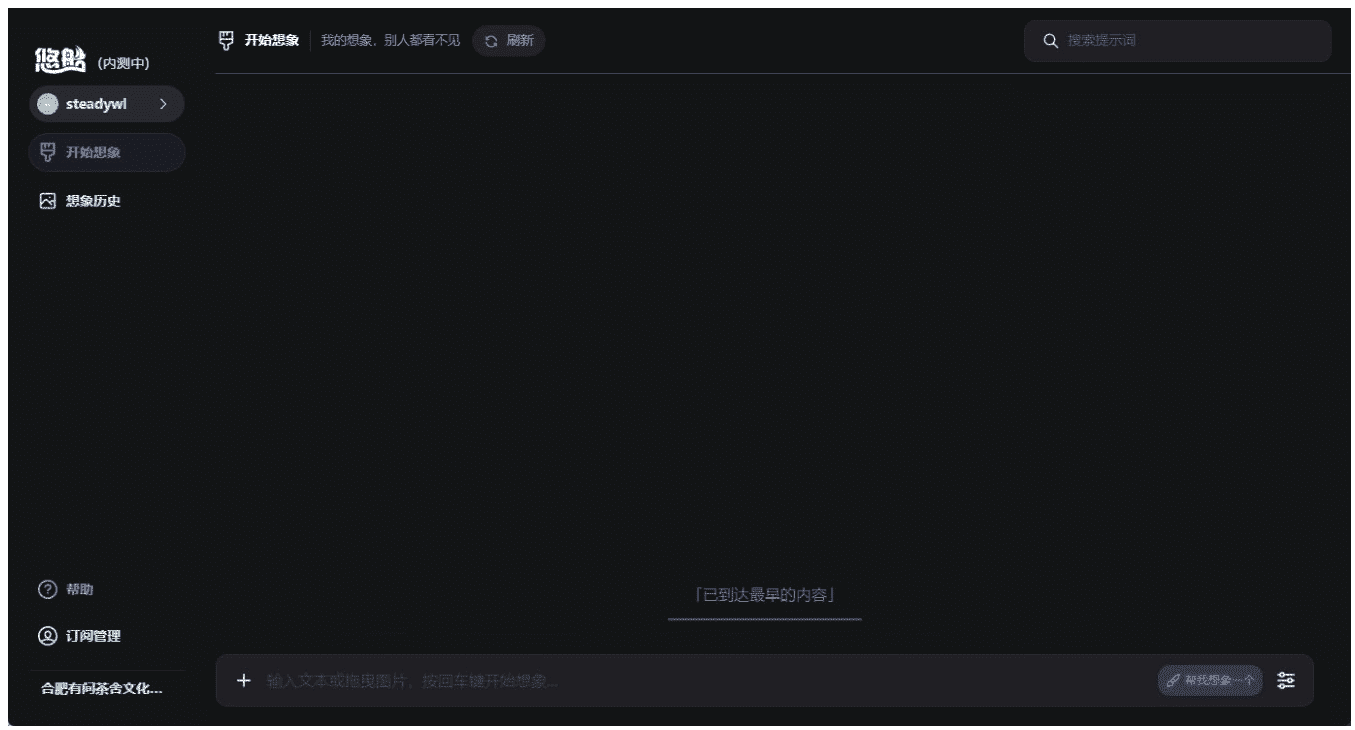 悠船 (内测中)
steadywl
开始想象
想象历史
帮助
订阅管理
合肥有问茶舍文化...
开始想象 我的想象，别人都看不见 刷新
搜索提示词
「已到达最早的内容」
输入文本或拖拽图片，按回车键开始想象...
帮我想象一个